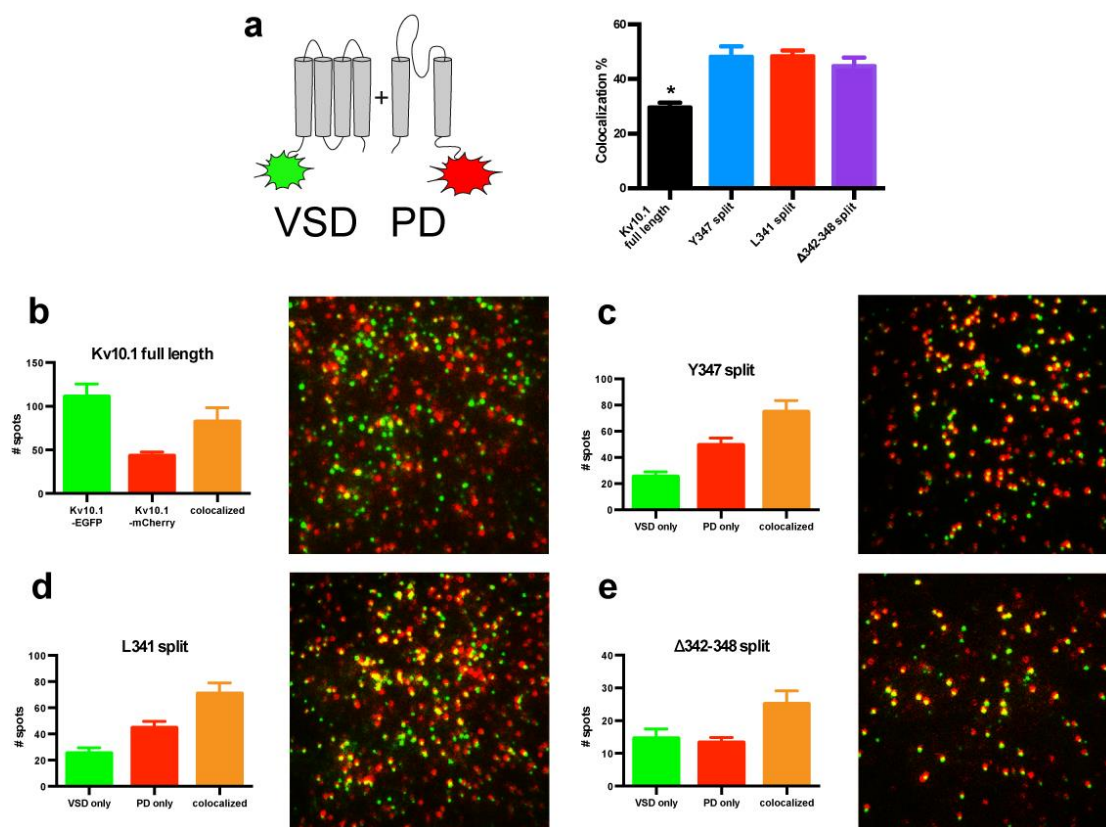 a
VSD
+
PD
Colocalization %
60
40
20
0
*
Kv10.1
full length
Y347 split
L341 split
Δ342-348 split
b
Kv10.1 full length
# spots
150
100
50
0
Kv10.1
-EGFP
Kv10.1
-mCherry
colocalized
c
Y347 split
# spots
100
80
60
40
20
0
VSD only
PD only
colocalized
d
L341 split
# spots
100
80
60
40
20
0
VSD only
PD only
colocalized
e
Δ342-348 split
# spots
40
30
20
10
0
VSD only
PD only
colocalized